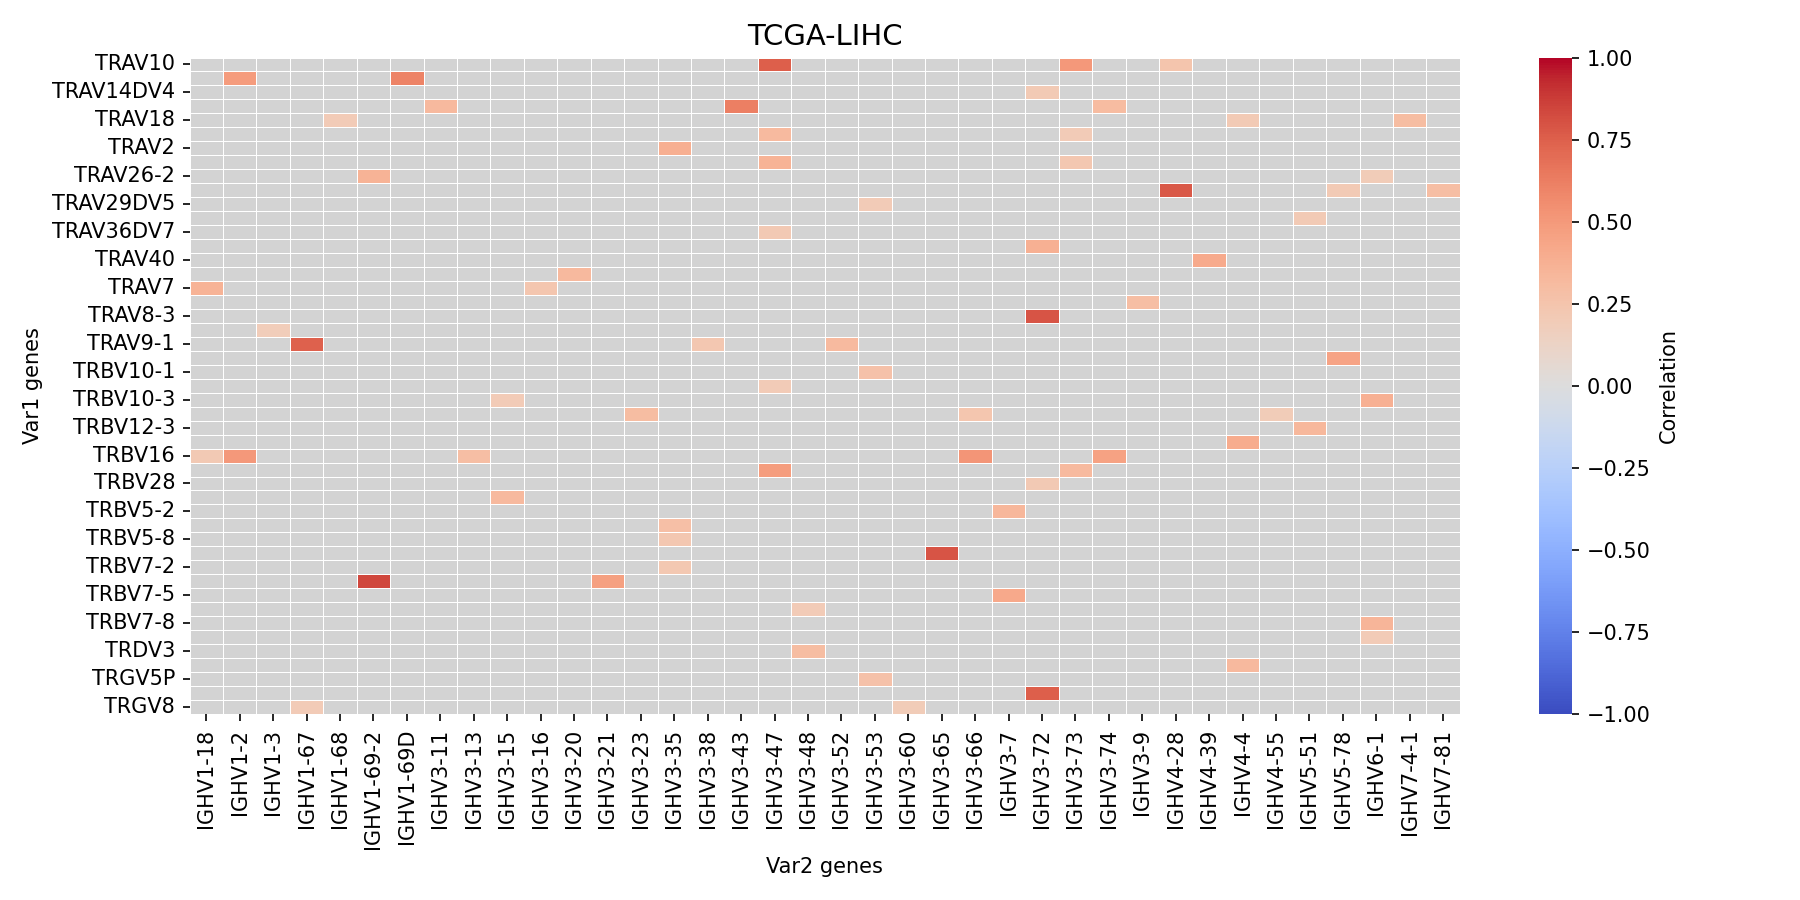 TCGA-LIHC
TRAV10
TRAV14DV4
TRAV18
TRAV2
TRAV26-2
TRAV29DV5
TRAV36DV7
TRAV40
TRAV7
TRAV8-3
TRAV9-1
TRBV10-1
TRBV10-3
TRBV12-3
TRBV16
TRBV28
TRBV5-2
TRBV5-8
TRBV7-2
TRBV7-5
TRBV7-8
TRDV3
TRGV5P
TRGV8
Var1 genes
IGHV1-18
IGHV1-2
IGHV1-3
IGHV1-67
IGHV1-68
IGHV1-69-2
IGHV1-69D
IGHV3-11
IGHV3-13
IGHV3-15
IGHV3-16
IGHV3-20
IGHV3-21
IGHV3-23
IGHV3-35
IGHV3-38
IGHV3-43
IGHV3-47
IGHV3-48
IGHV3-52
IGHV3-53
IGHV3-60
IGHV3-65
IGHV3-66
IGHV3-7
IGHV3-72
IGHV3-73
IGHV3-74
IGHV3-9
IGHV4-28
IGHV4-39
IGHV4-4
IGHV4-55
IGHV5-51
IGHV5-78
IGHV6-1
IGHV7-4-1
IGHV7-81
Var2 genes
1.00
0.75
0.50
0.25
0.00
−0.25
−0.50
−0.75
−1.00
Correlation